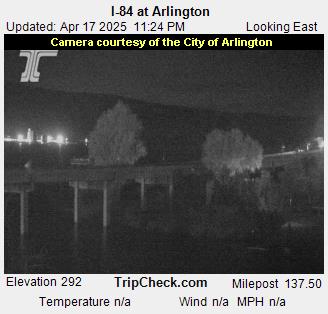 I-84 at Arlington
Updated: Apr 17 2025 11:24 PM Looking East
Camera courtesy of the City of Arlington
Elevation 292 TripCheck.com Milepost 137.50
Temperature n/a Wind n/a MPH n/a